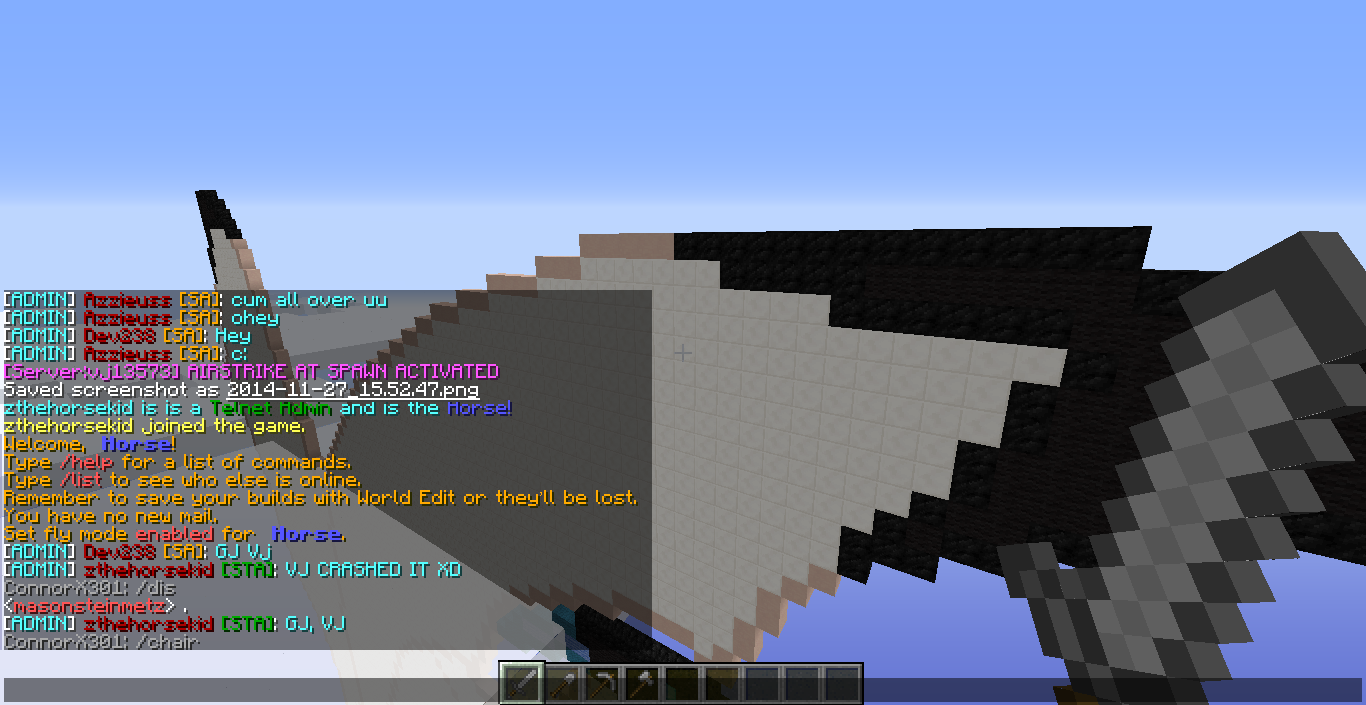 [ADMIN] Azzieuss [SA]: cum all over uu
[ADMIN] Azzieuss [SA]: ohey
[ADMIN] Dev238 [SA]: Hey
[ADMIN] Azzieuss [SA]: c:
[Server:vj13573] AIRSTRIKE AT SPAWN ACTIVATED
Saved screenshot as 2014-11-27_15.52.47.png
zthehorsekid is is a Telnet Admin and is the Horse!
zthehorsekid joined the game.
Welcome, Horse!
Type /help for a list of commands.
Type /list to see who else is online.
Remember to save your builds with World Edit or they'll be lost.
You have no new mail.
Set fly mode enabled for Horse.
[ADMIN] Dev238 [SA]: GJ Vj
[ADMIN] zthehorsekid [STA]: VJ CRASHED IT XD
ConnorX301: /dis
<masonsteinmetz> .
[ADMIN] zthehorsekid [STA]: GJ, VJ
ConnorX301: /chair